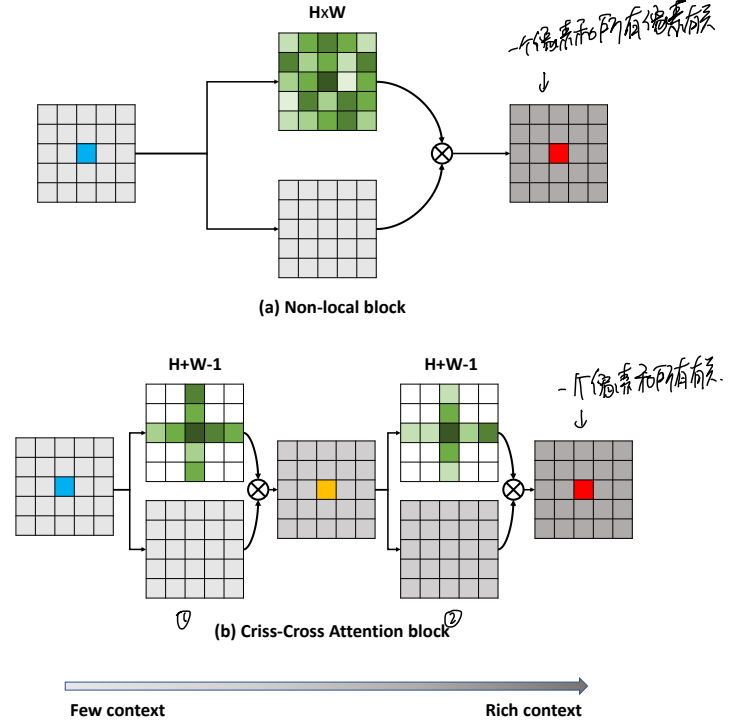 H×W
一个像素和所有像素有关
(a) Non-local block
H+W-1
H+W-1
一个像素和所有有关.
①
②
(b) Criss-Cross Attention block
Few context
Rich context